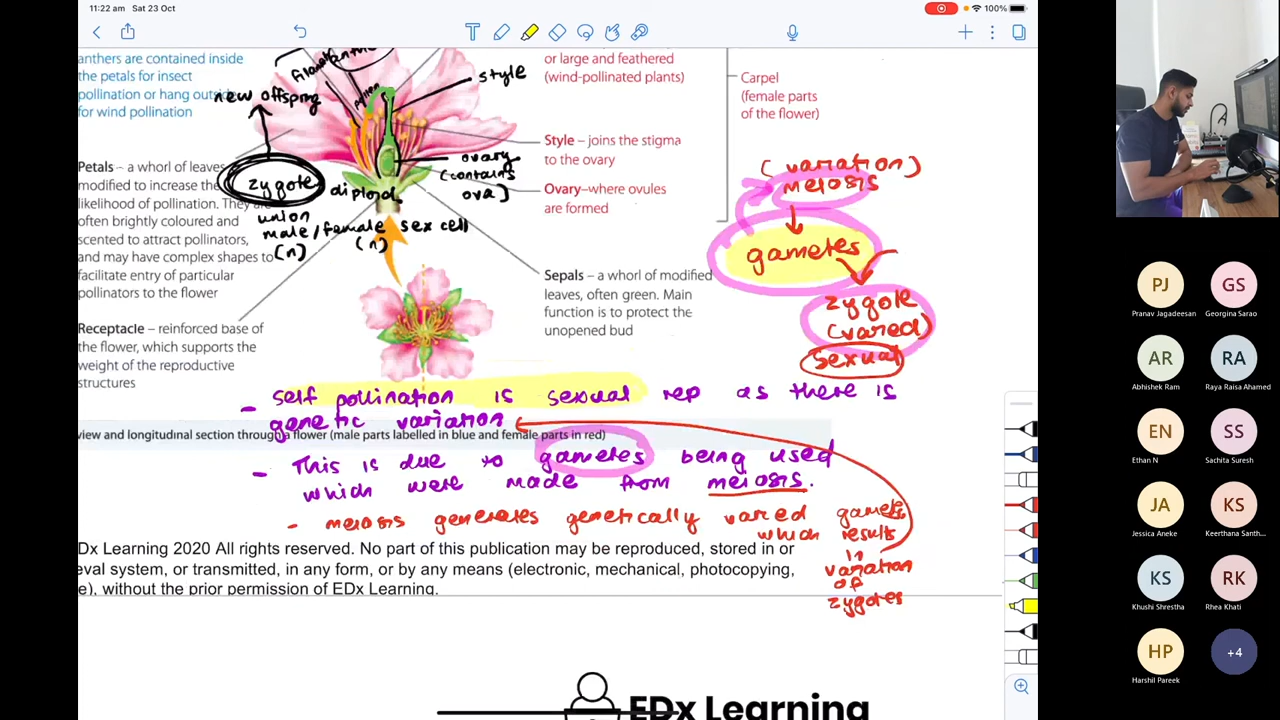 11:22 am Sat 23 Oct
100%
anthers are contained inside
the petals for insect
pollination or hang outside
for wind pollination
new offspring
style
or large and feathered
(wind-pollinated plants)
Carpel
(female parts
of the flower)
Style – joins the stigma
to the ovary
Petals – a whorl of leaves
modified to increase the
likelihood of pollination. They are
often brightly coloured and
scented to attract pollinators,
and may have complex shapes to
facilitate entry of particular
pollinators to the flower
zygote
diploid
union
male/female sex cell
(n) (n)
ovary
(contains
ova)
Ovary–where ovules
are formed
(variation)
meiosis
gametes
zygote
(varied)
sexual
Sepals – a whorl of modified
leaves, often green. Main
function is to protect the
unopened bud
Receptacle – reinforced base of
the flower, which supports the
weight of the reproductive
structures
- self pollination is sexual rep as there is
genetic variation
view and longitudinal section through a flower (male parts labelled in blue and female parts in red)
- This is due to gametes being used
which were made from meiosis.
- meiosis generates genetically varied gametes
which results
in
variation
of
zygotes
Dx Learning 2020 All rights reserved. No part of this publication may be reproduced, stored in or
eval system, or transmitted, in any form, or by any means (electronic, mechanical, photocopying,
e), without the prior permission of EDx Learning.
EDx Learning
PJ
Pranav Jagadeesan
GS
Georgina Sarao
AR
Abhishek Ram
RA
Raya Raisa Ahamed
EN
Ethan N
SS
Sachita Suresh
JA
Jessica Aneke
KS
Keerthana Santh...
KS
Khushi Shrestha
RK
Rhea Khati
HP
Harshil Pareek
+4